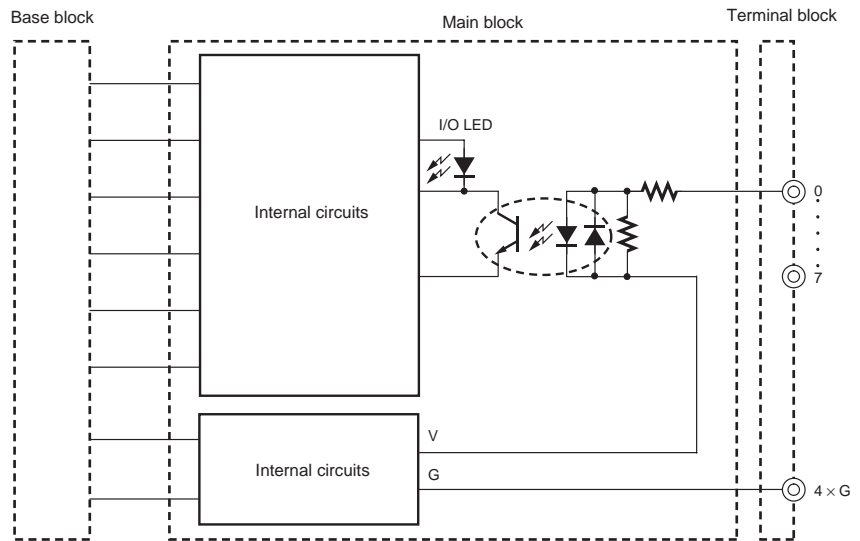 Base block
Main block
Terminal block
I/O LED
Internal circuits
0
7
Internal circuits
V
G
4 × G